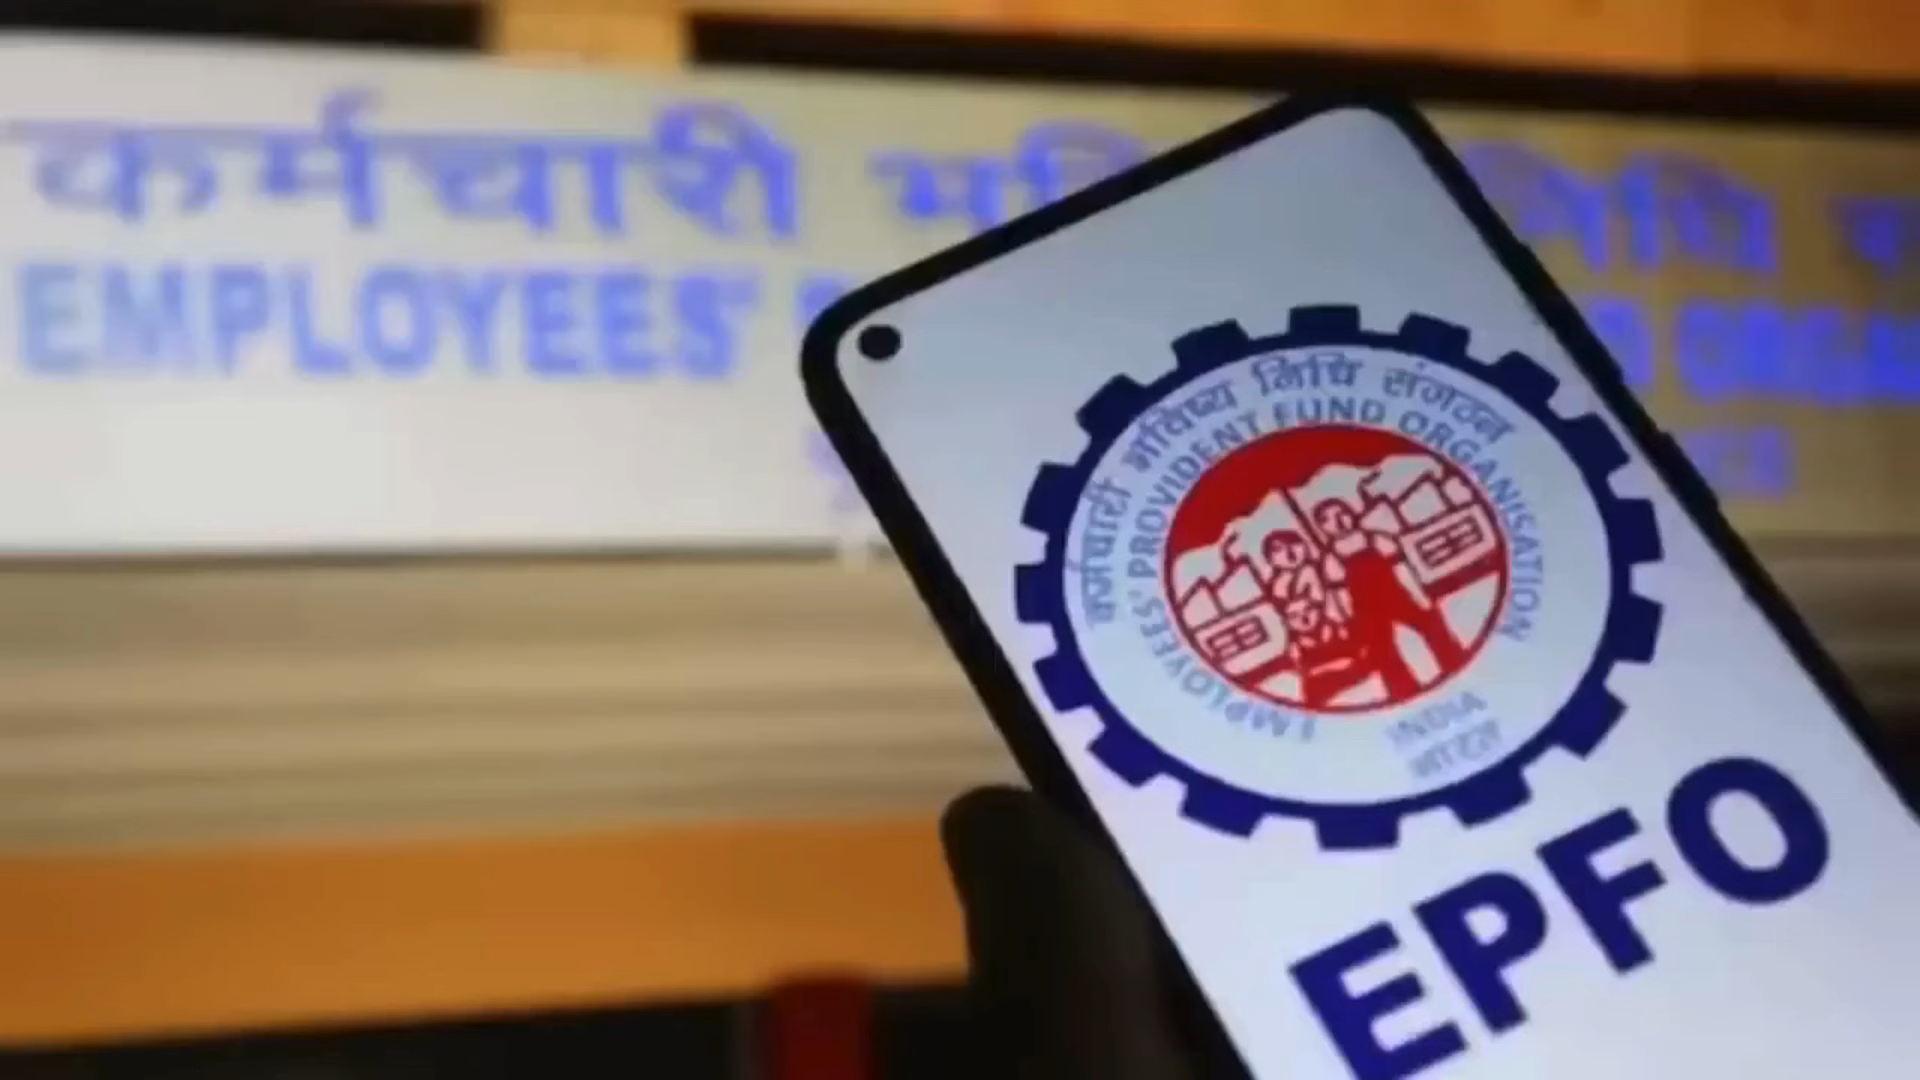 कर्मचारी
EMPLOYEES'
कर्मचारी भविष्य निधि संगठन
EMPLOYEES' PROVIDENT FUND ORGANISATION
INDIA
भारत
EPFO